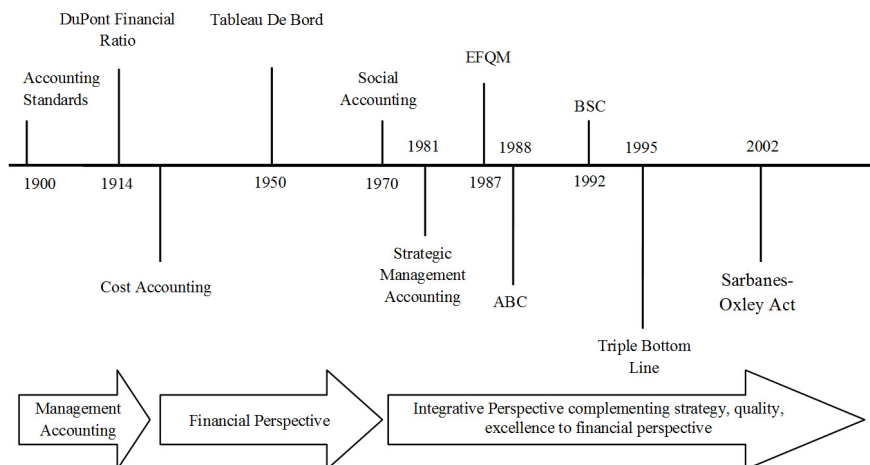 DuPont Financial
Ratio
Tableau De Bord
EFQM
Accounting
Standards
Social
Accounting
BSC
1981
1988
1995
2002
1900
1914
1950
1970
1987
1992
Cost Accounting
Strategic
Management
Accounting
ABC
Sarbanes-
Oxley Act
Triple Bottom
Line
Management
Accounting
Financial Perspective
Integrative Perspective complementing strategy, quality,
excellence to financial perspective